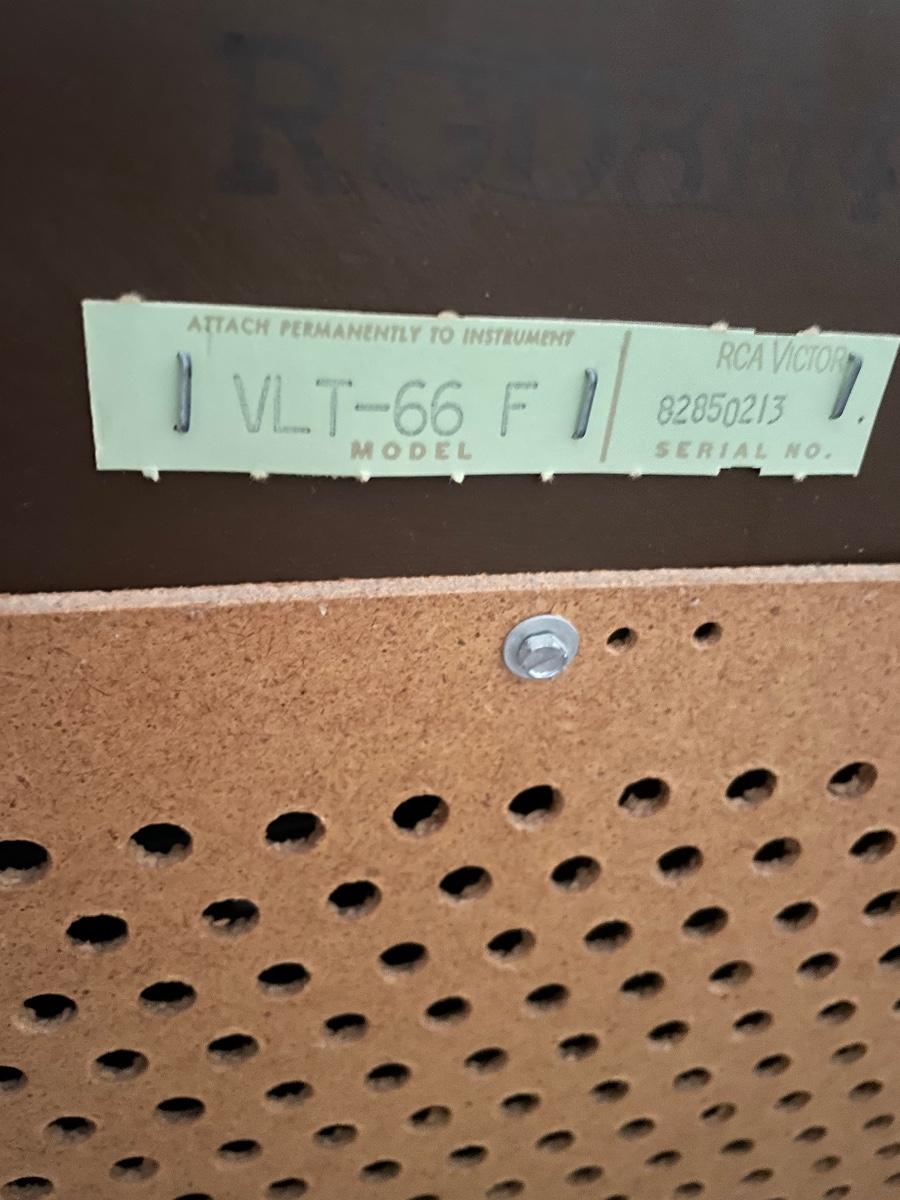 ATTACH PERMANENTLY TO INSTRUMENT
VLT-66 F
MODEL
RCA VICTOR
82850213
SERIAL NO.